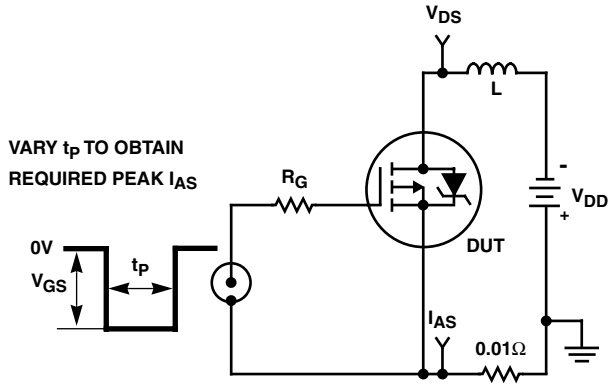 V_DS
L
VARY t_P TO OBTAIN
REQUIRED PEAK I_AS
R_G
-
V_DD
+
DUT
0V
V_GS
t_P
I_AS
0.01Ω